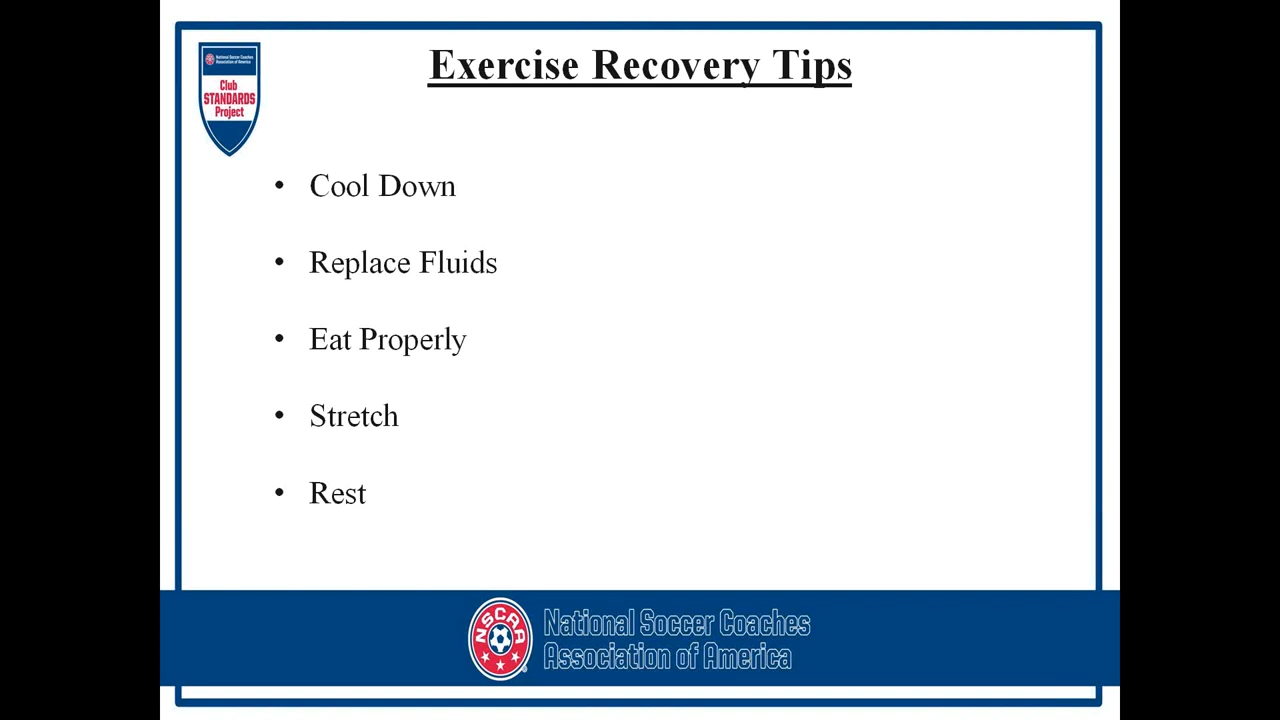 Exercise Recovery Tips
National Soccer Coaches
Association of America
Club
STANDARDS
Project
• Cool Down
• Replace Fluids
• Eat Properly
• Stretch
• Rest
NSCAA
National Soccer Coaches
Association of America